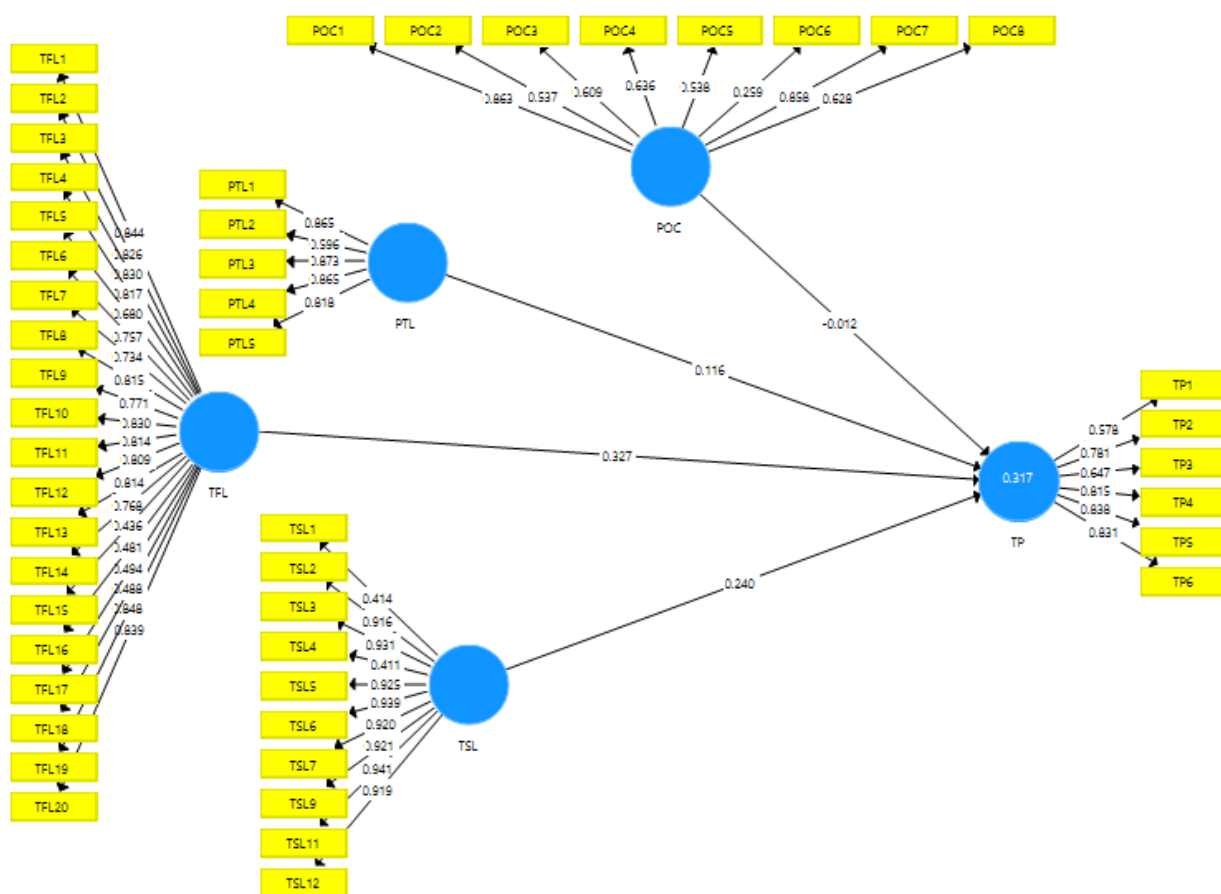 POC1 POC2 POC3 POC4 POC5 POC6 POC7 POC8
0.863 0.537 0.609 0.636 0.538 0.259 0.858 0.628
POC
TFL1
TFL2
TFL3
TFL4
TFL5
TFL6
TFL7
TFL8
TFL9
TFL10
TFL11
TFL12
TFL13
TFL14
TFL15
TFL16
TFL17
TFL18
TFL19
TFL20
0.844
0.826
0.830
0.817
0.680
0.757
0.734
0.815
0.771
0.830
0.814
0.809
0.814
0.768
0.436
0.481
0.494
0.488
0.848
0.839
TFL
PTL1
PTL2
PTL3
PTL4
PTL5
0.865
0.596
0.873
0.865
0.818
PTL
TSL1
TSL2
TSL3
TSL4
TSL5
TSL6
TSL7
TSL9
TSL11
TSL12
0.414
0.916
0.931
0.411
0.925
0.939
0.920
0.921
0.941
0.919
TSL
-0.012
0.116
0.327
0.240
0.317
TP
0.578
0.781
0.647
0.815
0.838
0.831
TP1
TP2
TP3
TP4
TP5
TP6